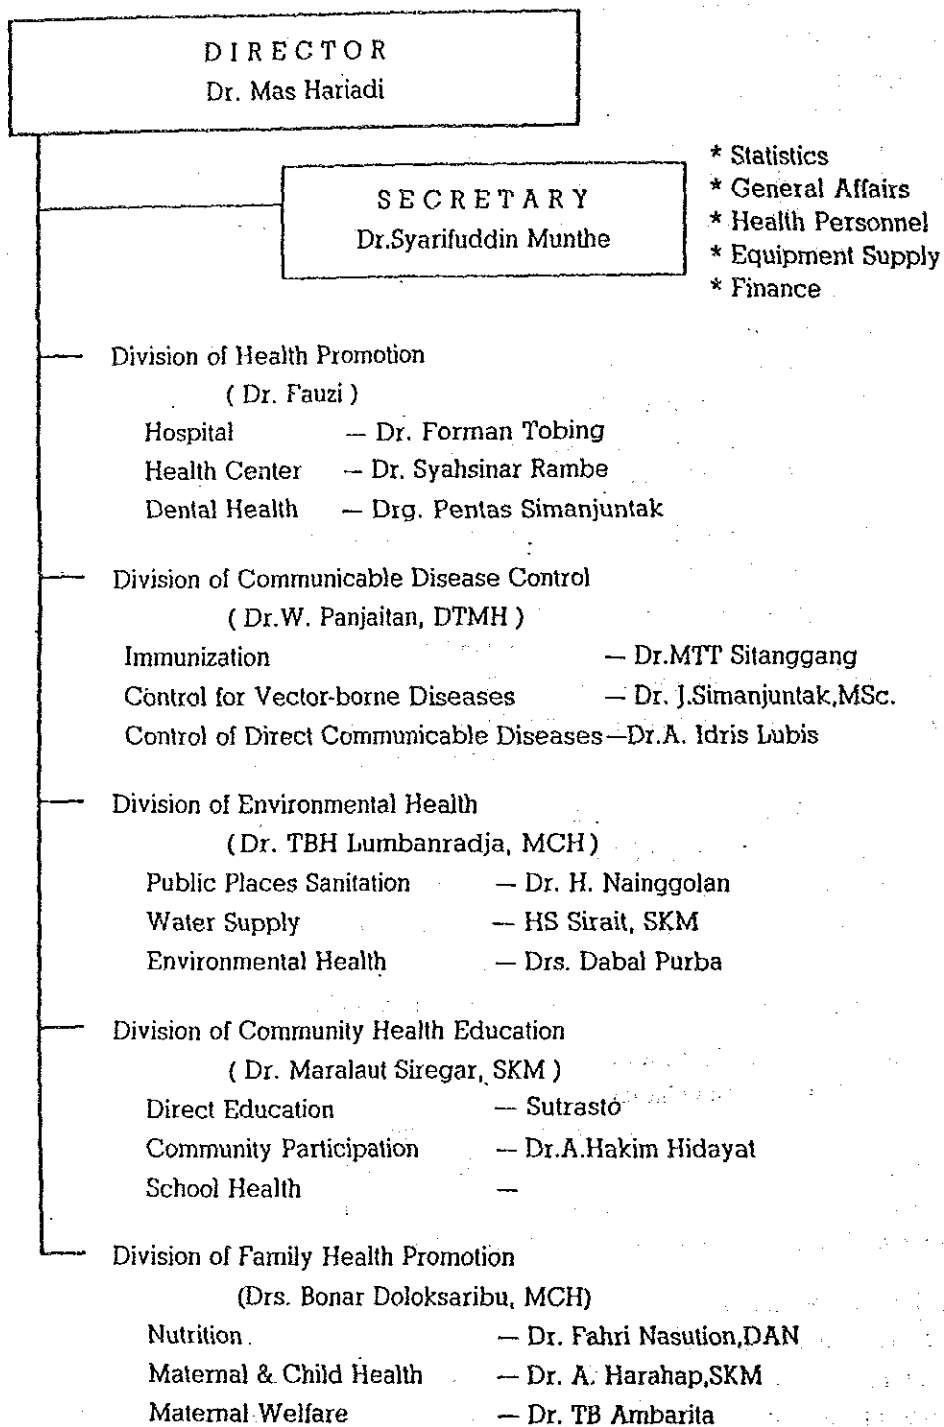 DIRECTOR
Dr. Mas Hariadi
SECRETARY
Dr.Syarifuddin Munthe
* Statistics
* General Affairs
* Health Personnel
* Equipment Supply
* Finance
Division of Health Promotion
( Dr. Fauzi )
Hospital — Dr. Forman Tobing
Health Center — Dr. Syahsinar Rambe
Dental Health — Drg. Pentas Simanjuntak
Division of Communicable Disease Control
( Dr.W. Panjaitan, DTMH )
Immunization — Dr.MTT Sitanggang
Control for Vector-borne Diseases — Dr. J.Simanjuntak,MSc.
Control of Direct Communicable Diseases—Dr.A. Idris Lubis
Division of Environmental Health
(Dr. TBH Lumbanradja, MCH)
Public Places Sanitation — Dr. H. Nainggolan
Water Supply — HS Sirait, SKM
Environmental Health — Drs. Dabal Purba
Division of Community Health Education
( Dr. Maralaut Siregar, SKM )
Direct Education — Sutrasto
Community Participation — Dr.A.Hakim Hidayat
School Health —
Division of Family Health Promotion
(Drs. Bonar Doloksaribu, MCH)
Nutrition — Dr. Fahri Nasution,DAN
Maternal & Child Health — Dr. A. Harahap,SKM
Maternal Welfare — Dr. TB Ambarita